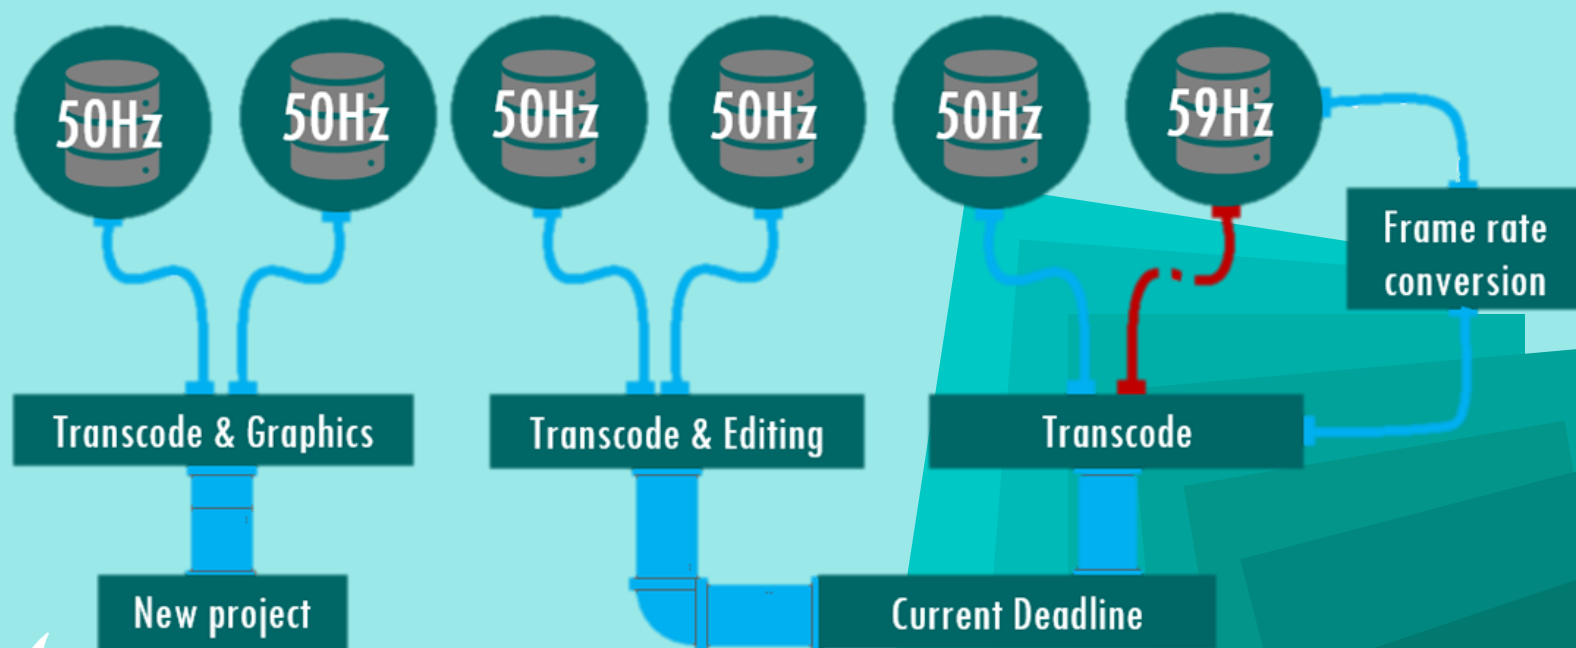 50Hz
50Hz
50Hz
50Hz
50Hz
59Hz
Frame rate
conversion
Transcode & Graphics
Transcode & Editing
Transcode
New project
Current Deadline